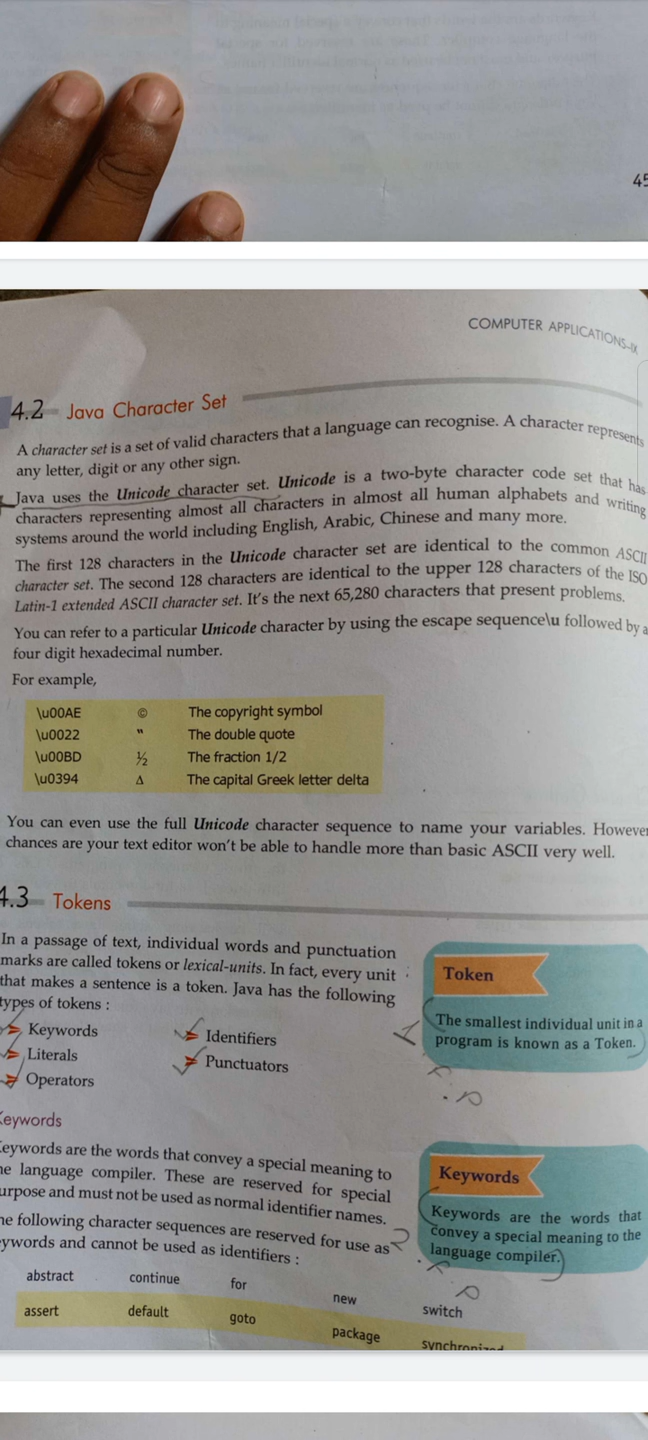 45
COMPUTER APPLICATIONS-IX
4.2 Java Character Set
A character set is a set of valid characters that a language can recognise. A character represents
any letter, digit or any other sign.
Java uses the Unicode character set. Unicode is a two-byte character code set that has
characters representing almost all characters in almost all human alphabets and writing
systems around the world including English, Arabic, Chinese and many more.
The first 128 characters in the Unicode character set are identical to the common ASCII
character set. The second 128 characters are identical to the upper 128 characters of the ISO
Latin-1 extended ASCII character set. It's the next 65,280 characters that present problems.
You can refer to a particular Unicode character by using the escape sequence\u followed by a
four digit hexadecimal number.
For example,
\u00AE © The copyright symbol
\u0022 " The double quote
\u00BD ½ The fraction 1/2
\u0394 Δ The capital Greek letter delta
You can even use the full Unicode character sequence to name your variables. However
chances are your text editor won't be able to handle more than basic ASCII very well.
4.3 Tokens
In a passage of text, individual words and punctuation
marks are called tokens or lexical-units. In fact, every unit
that makes a sentence is a token. Java has the following
types of tokens :
Keywords Identifiers
Literals Punctuators
Operators
Token
The smallest individual unit in a
program is known as a Token.
Keywords
Keywords are the words that convey a special meaning to
the language compiler. These are reserved for special
purpose and must not be used as normal identifier names.
The following character sequences are reserved for use as
keywords and cannot be used as identifiers :
Keywords
Keywords are the words that
convey a special meaning to the
language compiler.
abstract continue for new switch
assert default goto package synchronized